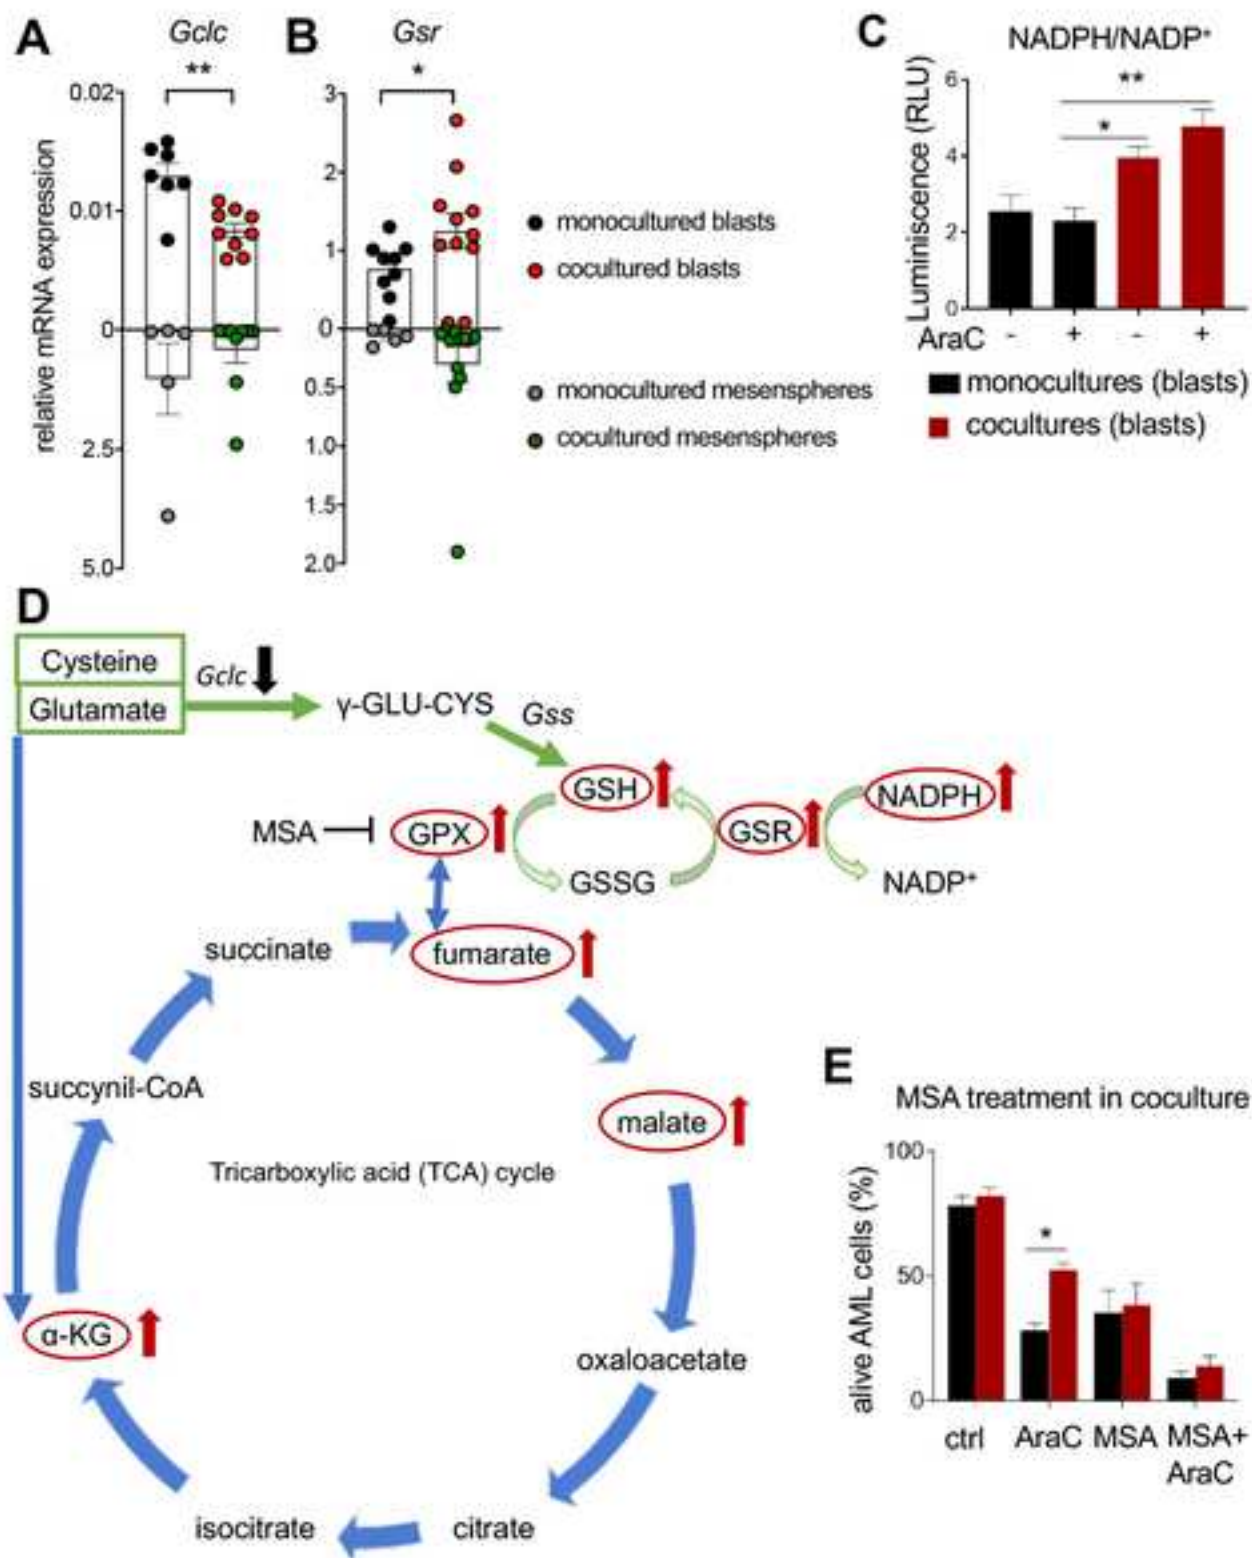 A
Gclc
**
0.02
0.01
0
2.5
5.0
relative mRNA expression
B
Gsr
*
3
2
1
0
0.5
1.0
1.5
2.0
monocultured blasts
cocultured blasts
monocultured mesenspheres
cocultured mesenspheres
C
NADPH/NADP⁺
Luminiscence (RLU)
6
4
2
0
**
*
AraC - + - +
monocultures (blasts)
cocultures (blasts)
D
Cysteine
Glutamate
Gclc
γ-GLU-CYS
Gss
GSH
NADPH
MSA
GPX
GSR
GSSG
NADP⁺
succinate
fumarate
succynil-CoA
malate
Tricarboxylic acid (TCA) cycle
α-KG
oxaloacetate
isocitrate
citrate
E
MSA treatment in coculture
alive AML cells (%)
100
50
0
*
ctrl AraC MSA MSA+
AraC